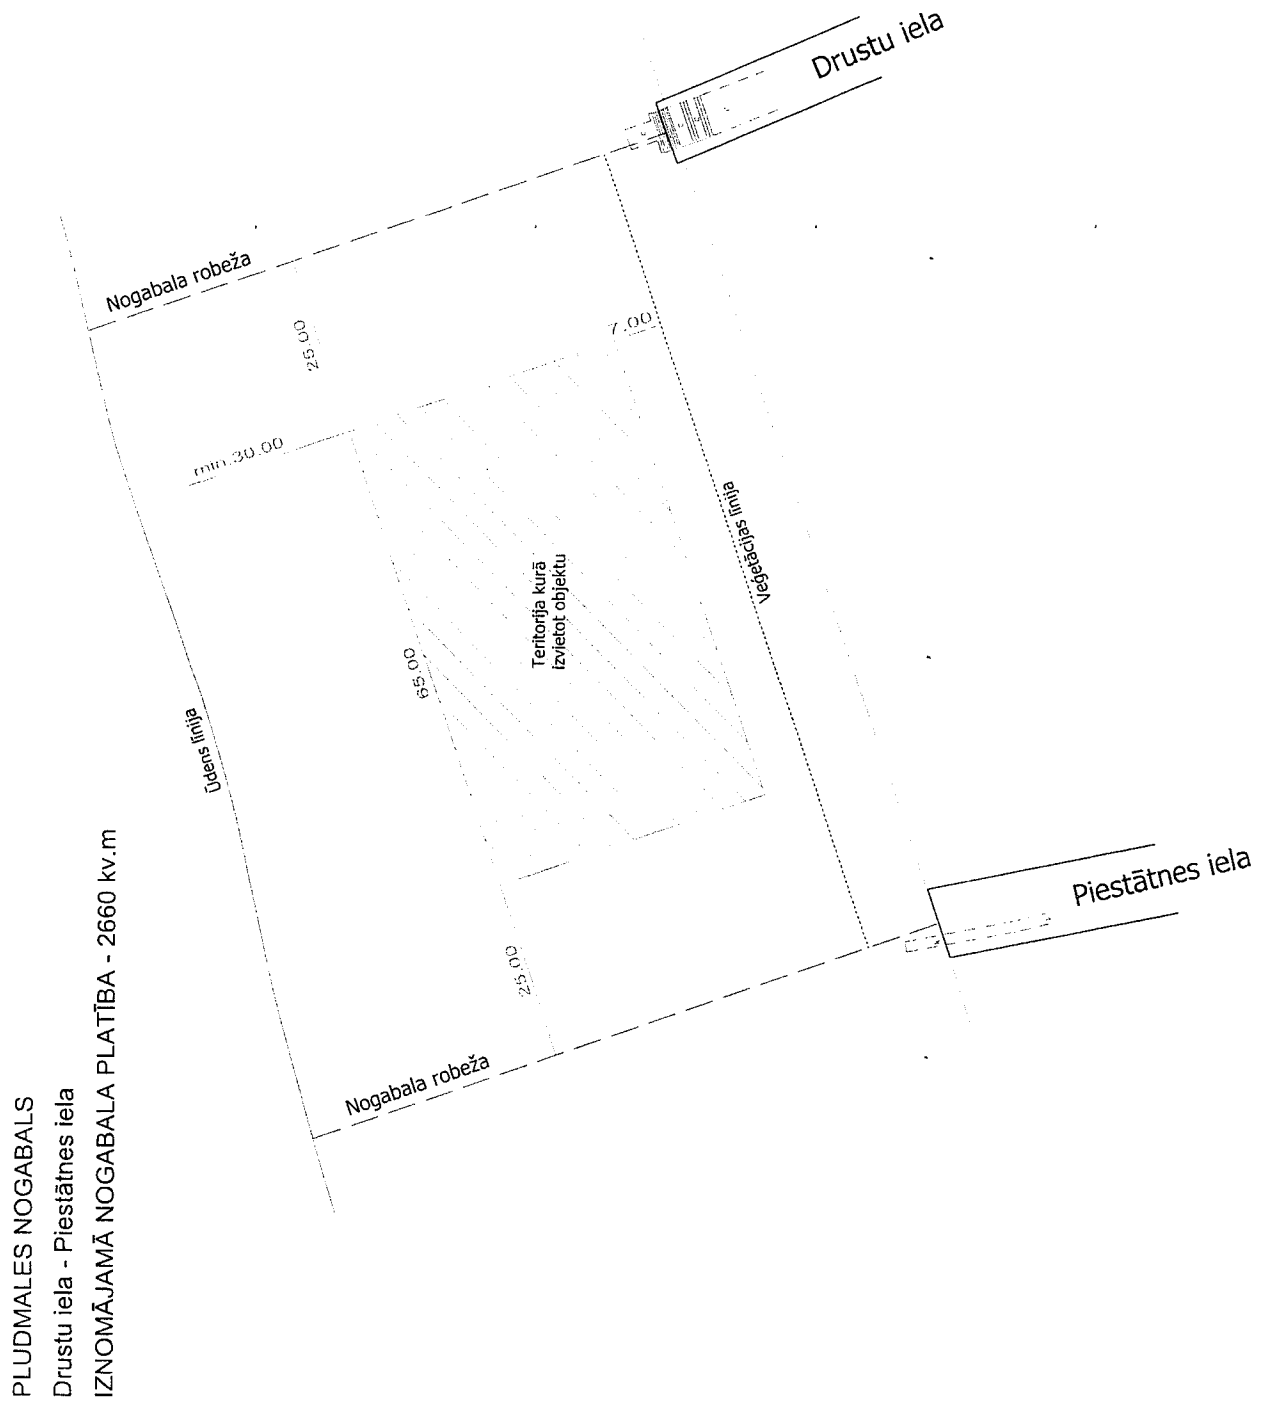 PLUDMALES NOGABALS
Drustu iela - Piestātnes iela
IZNOMĀJAMĀ NOGABALA PLATĪBA - 2660 kv.m
Ūdens līnija
Nogabala robeža
Nogabala robeža
25.00
65.00
25.00
min.30.00
7.00
Teritorija kurā
izvietot objektu
Veģetācijas līnija
Piestātnes iela
Drustu iela